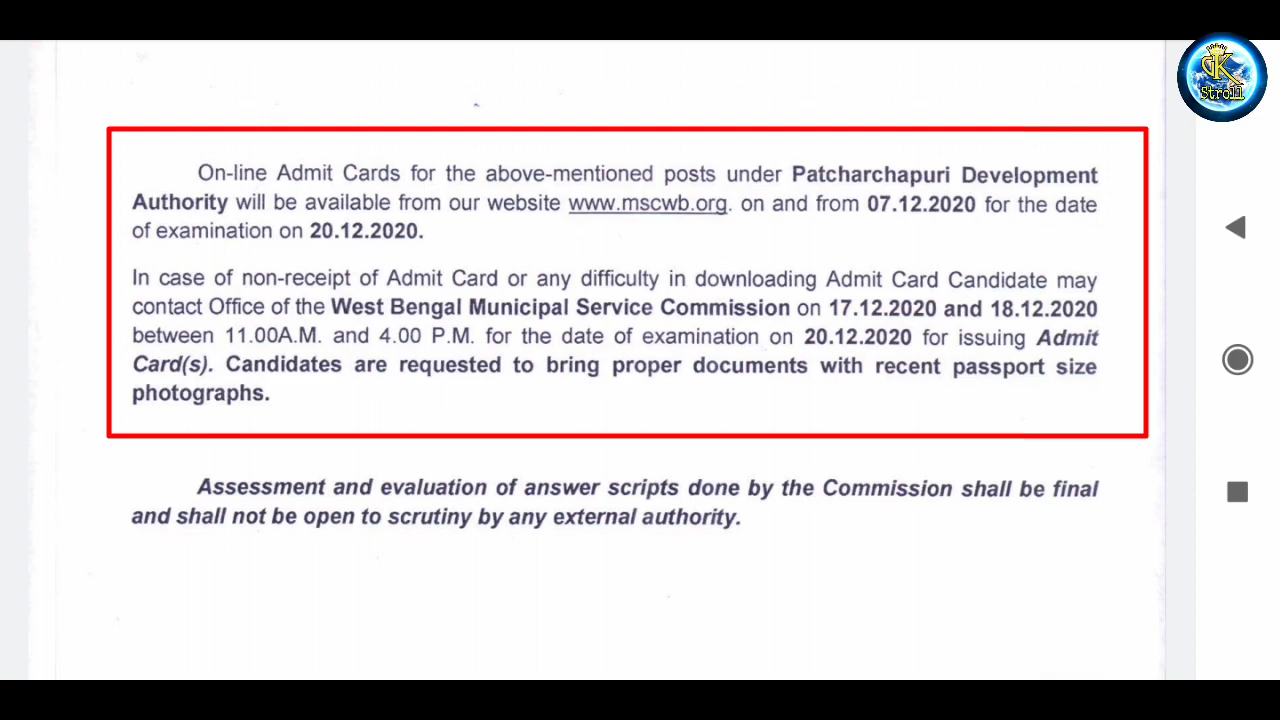 GK
Stroll
On-line Admit Cards for the above-mentioned posts under Patcharchapuri Development
Authority will be available from our website www.mscwb.org. on and from 07.12.2020 for the date
of examination on 20.12.2020.
In case of non-receipt of Admit Card or any difficulty in downloading Admit Card Candidate may
contact Office of the West Bengal Municipal Service Commission on 17.12.2020 and 18.12.2020
between 11.00A.M. and 4.00 P.M. for the date of examination on 20.12.2020 for issuing Admit
Card(s). Candidates are requested to bring proper documents with recent passport size
photographs.
Assessment and evaluation of answer scripts done by the Commission shall be final
and shall not be open to scrutiny by any external authority.